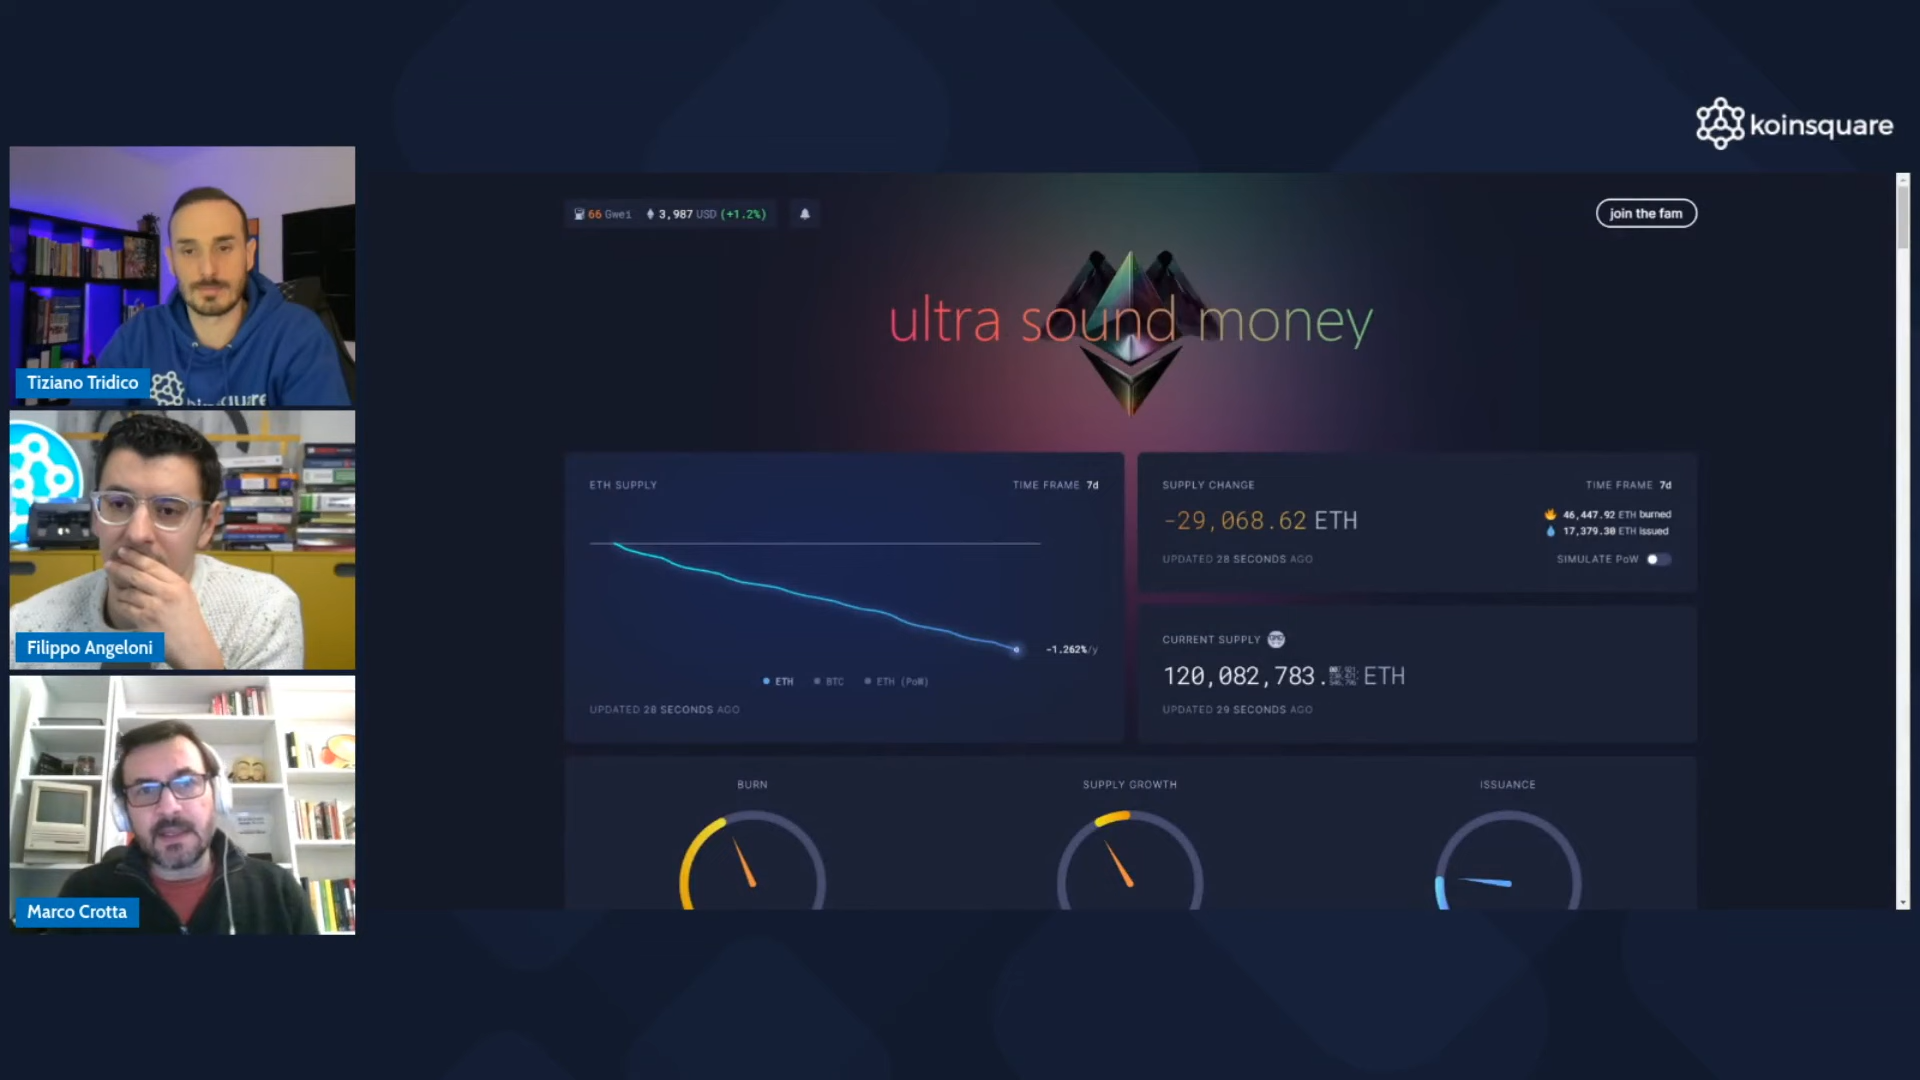 koinsquare
66 Gwei 3,987 USD (+1.2%)
join the fam
ultra sound money
ETH SUPPLY
TIME FRAME 7d
-1.262%/y
ETH BTC ETH (PoW)
UPDATED 28 SECONDS AGO
SUPPLY CHANGE
TIME FRAME 7d
-29,068.62 ETH
46,447.92 ETH burned
17,379.30 ETH issued
UPDATED 28 SECONDS AGO
SIMULATE PoW
CURRENT SUPPLY
120,082,783. ETH
UPDATED 29 SECONDS AGO
BURN
SUPPLY GROWTH
ISSUANCE
Tiziano Tridico
Filippo Angeloni
Marco Crotta